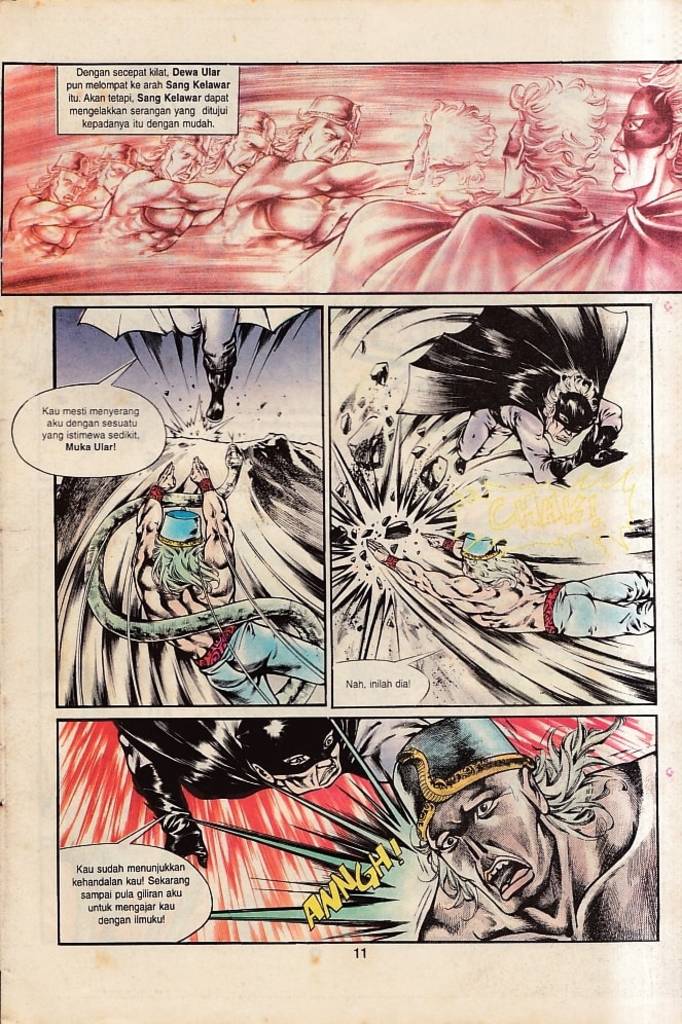 Dengan secepat kilat, Dewa Ular
pun melompat ke arah Sang Kelawar
itu. Akan tetapi, Sang Kelawar dapat
mengelakkan serangan yang ditujui
kepadanya itu dengan mudah.
Kau mesti menyerang
aku dengan sesuatu
yang istimewa sedikit,
Muka Ular!
Nah, inilah dia!
Kau sudah menunjukkan
kehandalan kau! Sekarang
sampai pula giliran aku
untuk mengajar kau
dengan ilmuku!
ANNGH!
11